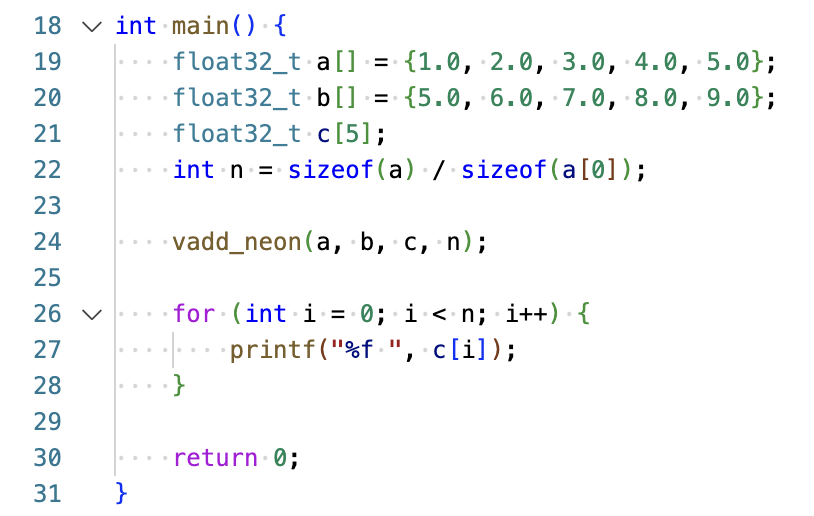 18 int main() {
19     float32_t a[] = {1.0, 2.0, 3.0, 4.0, 5.0};
20     float32_t b[] = {5.0, 6.0, 7.0, 8.0, 9.0};
21     float32_t c[5];
22     int n = sizeof(a) / sizeof(a[0]);
23
24     vadd_neon(a, b, c, n);
25
26     for (int i = 0; i < n; i++) {
27         printf("%f ", c[i]);
28     }
29
30     return 0;
31 }